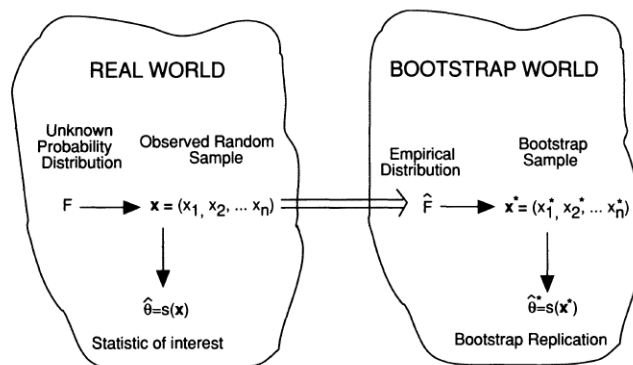 REAL WORLD
Unknown
Probability
Distribution
Observed Random
Sample
F
x = (x1, x2, ... xn)
θ̂=s(x)
Statistic of interest
BOOTSTRAP WORLD
Empirical
Distribution
Bootstrap
Sample
F̂
x* = (x1*, x2*, ... xn*)
θ̂*=s(x*)
Bootstrap Replication